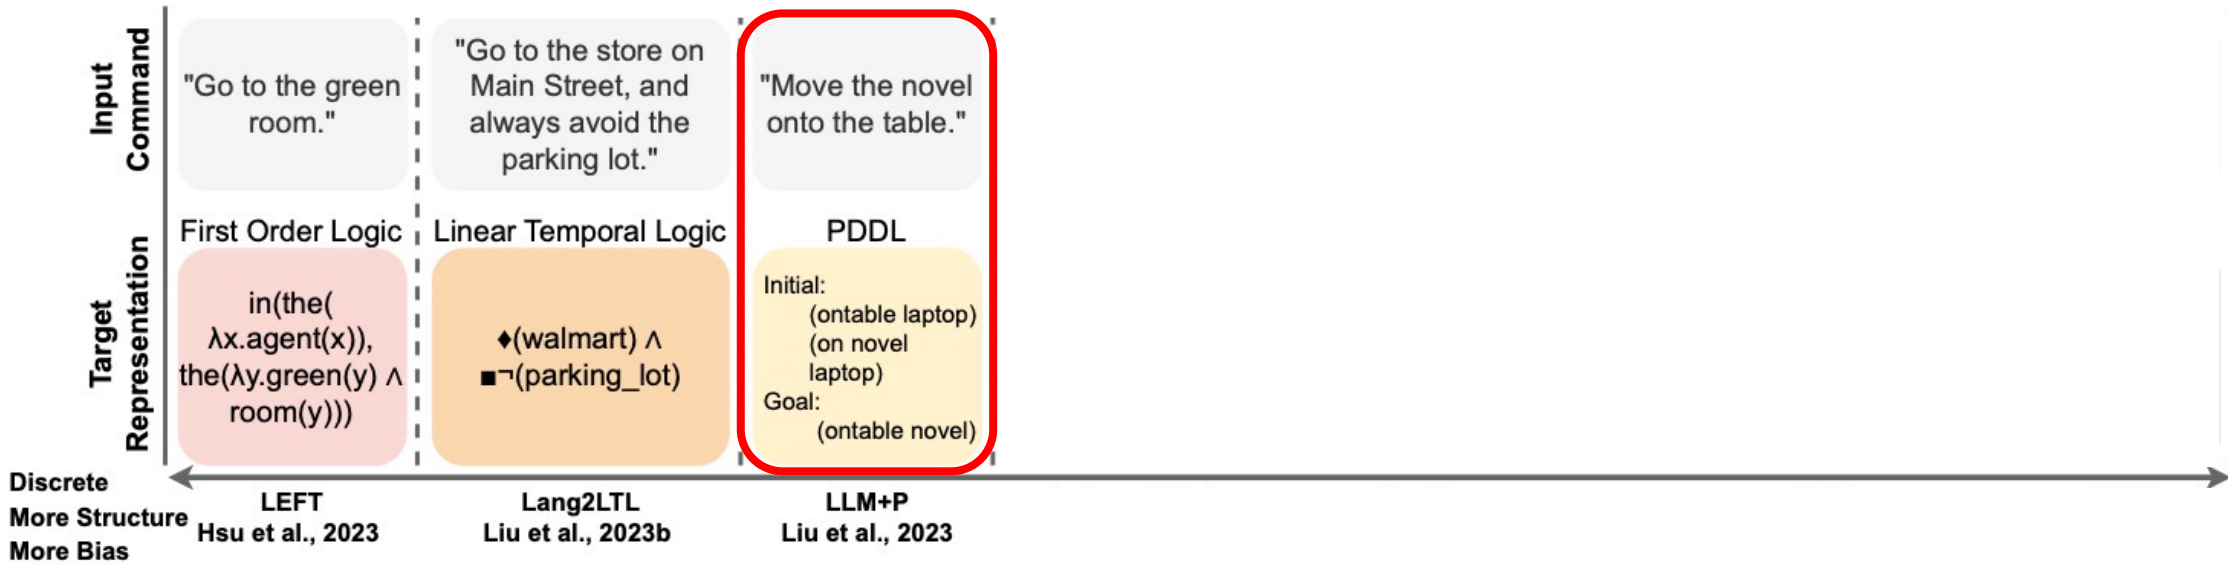 Input
Command
"Go to the green
room."
"Go to the store on
Main Street, and
always avoid the
parking lot."
"Move the novel
onto the table."
Target
Representation
First Order Logic
in(the(
λx.agent(x)),
the(λy.green(y) ∧
room(y)))
Linear Temporal Logic
♦(walmart) ∧
■¬(parking_lot)
PDDL
Initial:
(ontable laptop)
(on novel
laptop)
Goal:
(ontable novel)
Discrete
More Structure
More Bias
LEFT
Hsu et al., 2023
Lang2LTL
Liu et al., 2023b
LLM+P
Liu et al., 2023